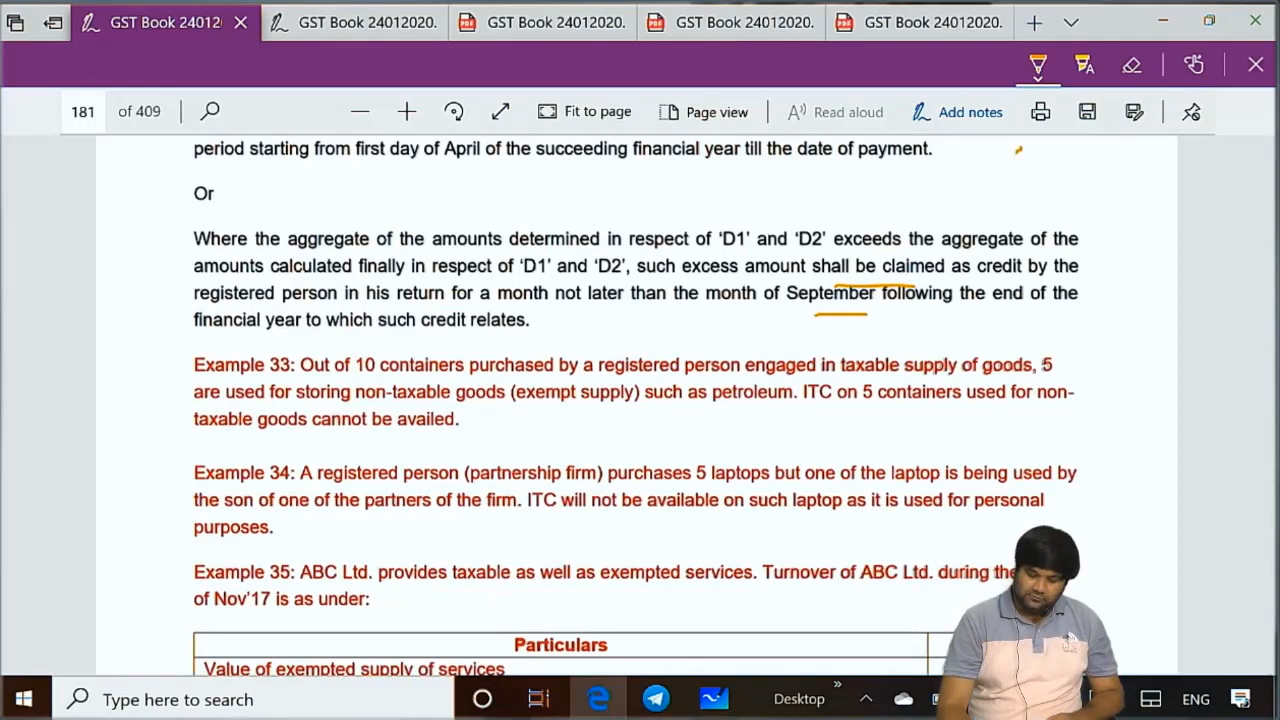 GST Book 24012
GST Book 24012020.
GST Book 24012020.
GST Book 24012020.
GST Book 24012020.
181 of 409
Fit to page
Page view
Read aloud
Add notes
period starting from first day of April of the succeeding financial year till the date of payment.
Or
Where the aggregate of the amounts determined in respect of ‘D1’ and ‘D2’ exceeds the aggregate of the
amounts calculated finally in respect of ‘D1’ and ‘D2’, such excess amount shall be claimed as credit by the
registered person in his return for a month not later than the month of September following the end of the
financial year to which such credit relates.
Example 33: Out of 10 containers purchased by a registered person engaged in taxable supply of goods, 5
are used for storing non-taxable goods (exempt supply) such as petroleum. ITC on 5 containers used for non-
taxable goods cannot be availed.
Example 34: A registered person (partnership firm) purchases 5 laptops but one of the laptop is being used by
the son of one of the partners of the firm. ITC will not be available on such laptop as it is used for personal
purposes.
Example 35: ABC Ltd. provides taxable as well as exempted services. Turnover of ABC Ltd. during the
of Nov’17 is as under:
Particulars
Value of exempted supply of services
Type here to search
Desktop
ENG